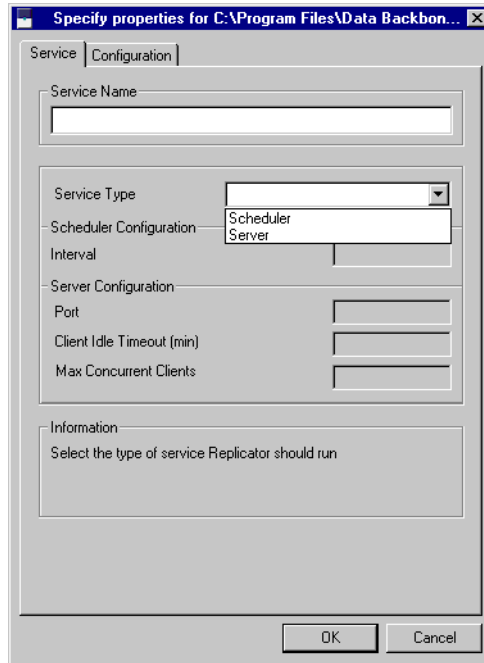 Specify properties for C:\Program Files\Data Backbon...
Service
Configuration
Service Name
Service Type
Scheduler
Server
Scheduler Configuration
Interval
Server Configuration
Port
Client Idle Timeout (min)
Max Concurrent Clients
Information
Select the type of service Replicator should run
OK
Cancel